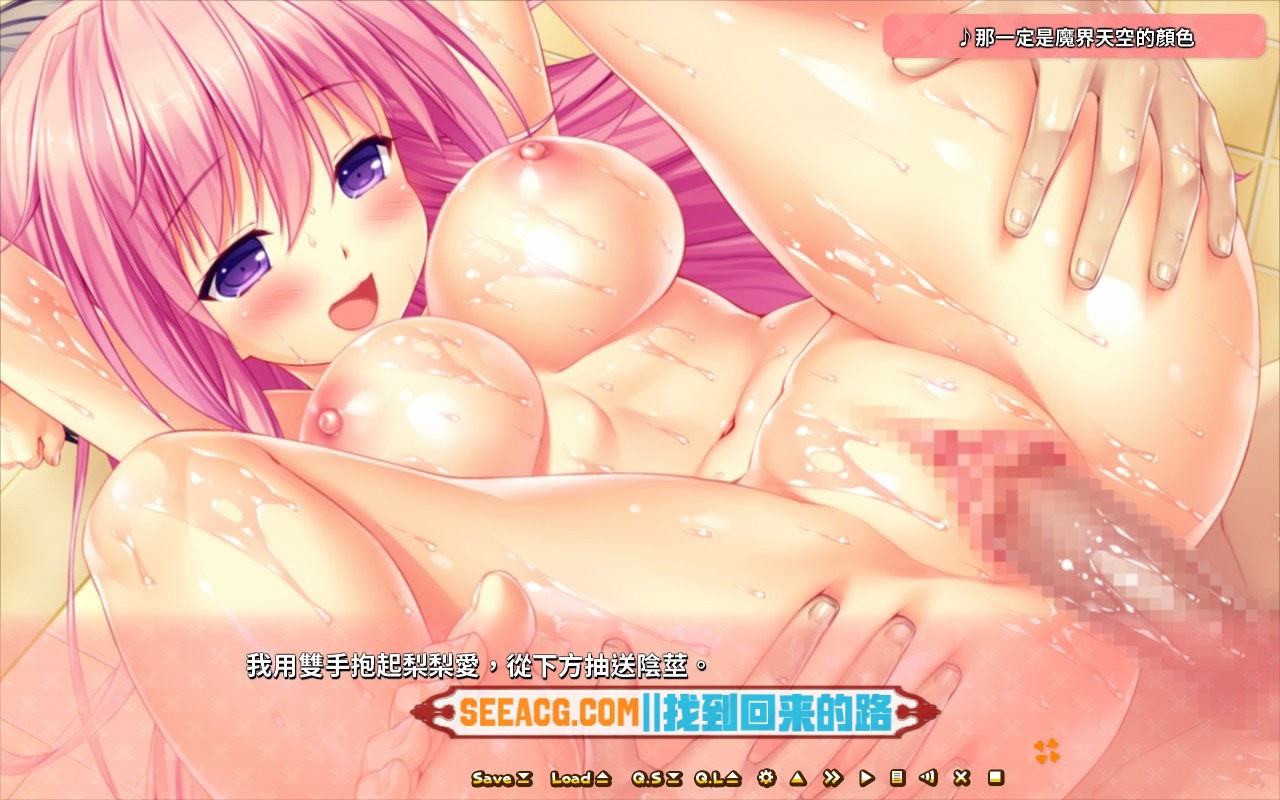 ♪那一定是魔界天空的顏色
我用雙手抱起梨梨愛，從下方抽送陰莖。
SEEACG.COM||找到回来的路
Save Load Q.S Q.L